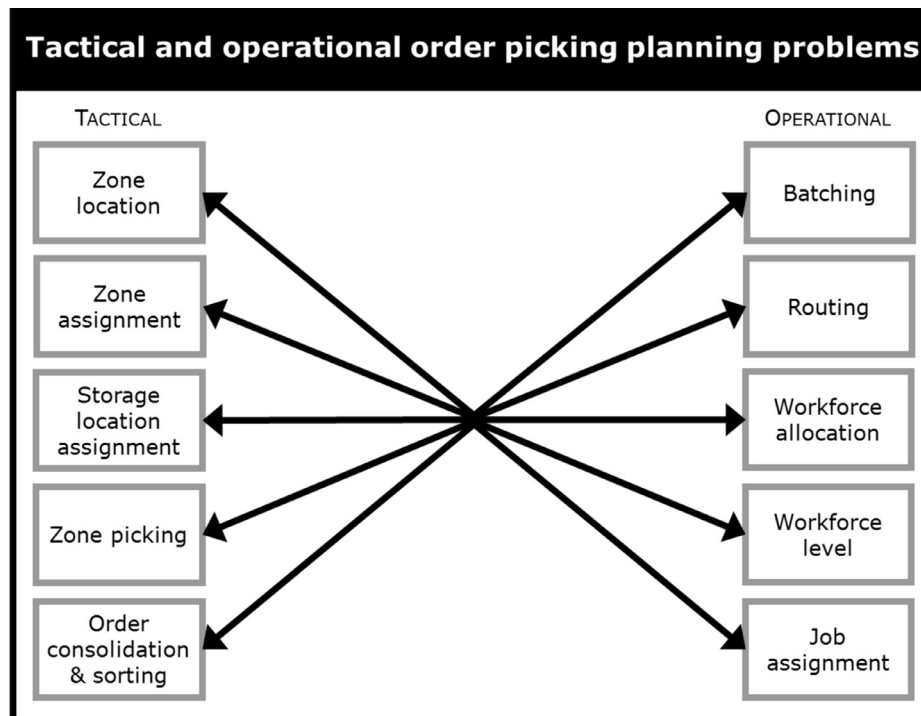 Tactical and operational order picking planning problems
TACTICAL
Zone
location
Zone
assignment
Storage
location
assignment
Zone picking
Order
consolidation
& sorting
OPERATIONAL
Batching
Routing
Workforce
allocation
Workforce
level
Job
assignment